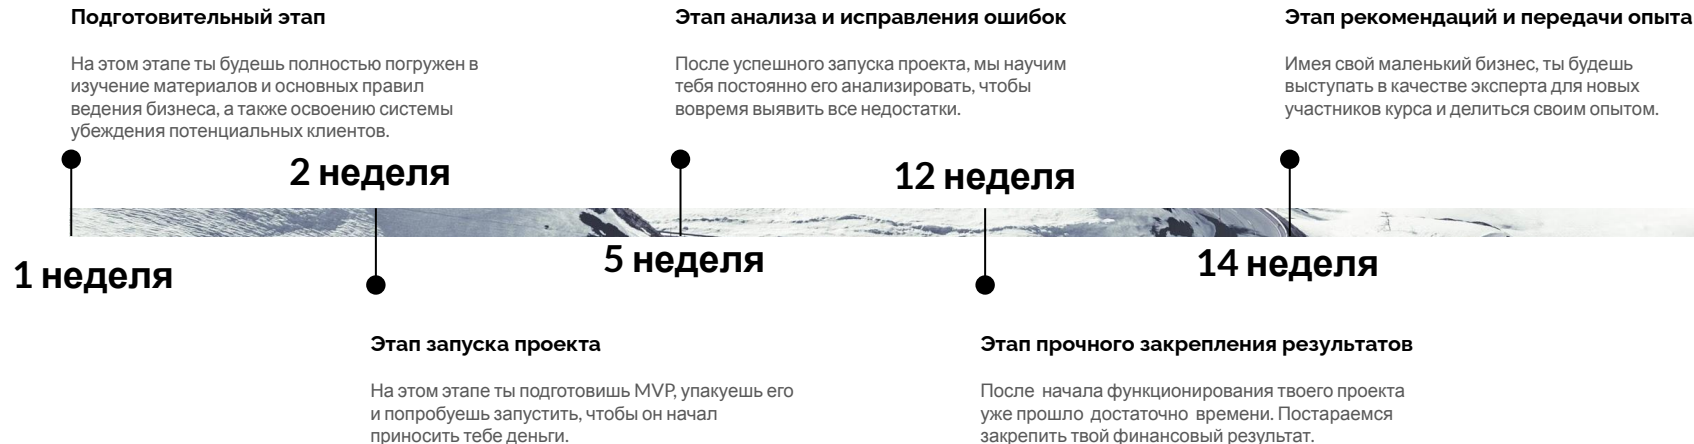 Подготовительный этап
На этом этапе ты будешь полностью погружен в
изучение материалов и основных правил
ведения бизнеса, а также освоению системы
убеждения потенциальных клиентов.
Этап анализа и исправления ошибок
После успешного запуска проекта, мы научим
тебя постоянно его анализировать, чтобы
вовремя выявить все недостатки.
Этап рекомендаций и передачи опыта
Имея свой маленький бизнес, ты будешь
выступать в качестве эксперта для новых
участников курса и делиться своим опытом.
1 неделя
2 неделя
5 неделя
12 неделя
14 неделя
Этап запуска проекта
На этом этапе ты подготовишь MVP, упакуешь его
и попробуешь запустить, чтобы он начал
приносить тебе деньги.
Этап прочного закрепления результатов
После начала функционирования твоего проекта
уже прошло достаточно времени. Постараемся
закрепить твой финансовый результат.